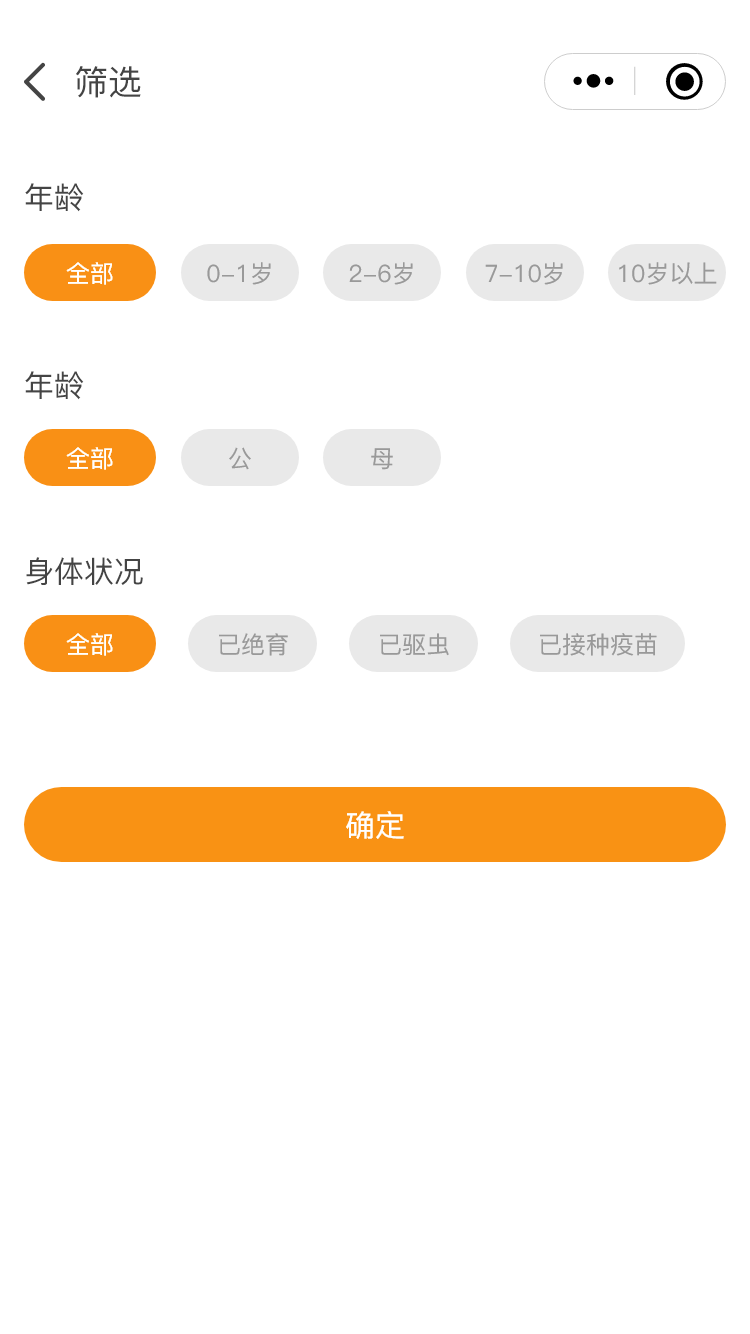 筛选
年龄
全部 0-1岁 2-6岁 7-10岁 10岁以上
年龄
全部 公 母
身体状况
全部 已绝育 已驱虫 已接种疫苗
确定